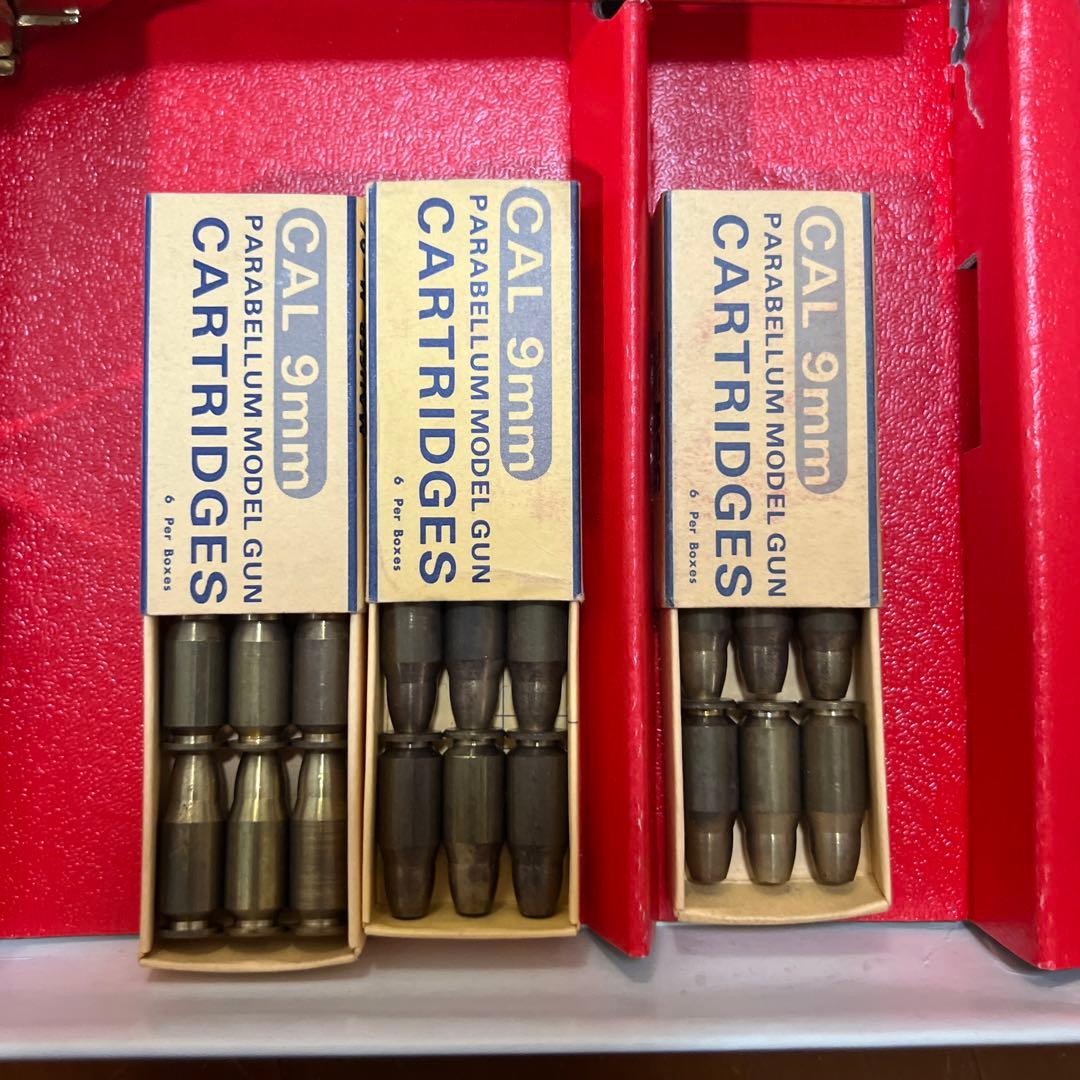 CAL 9mm
PARABELLUM MODEL GUN
CARTRIDGES
6 Per Boxes
CAL 9mm
PARABELLUM MODEL GUN
CARTRIDGES
6 Per Boxes
CAL 9mm
PARABELLUM MODEL GUN
CARTRIDGES
6 Per Boxes